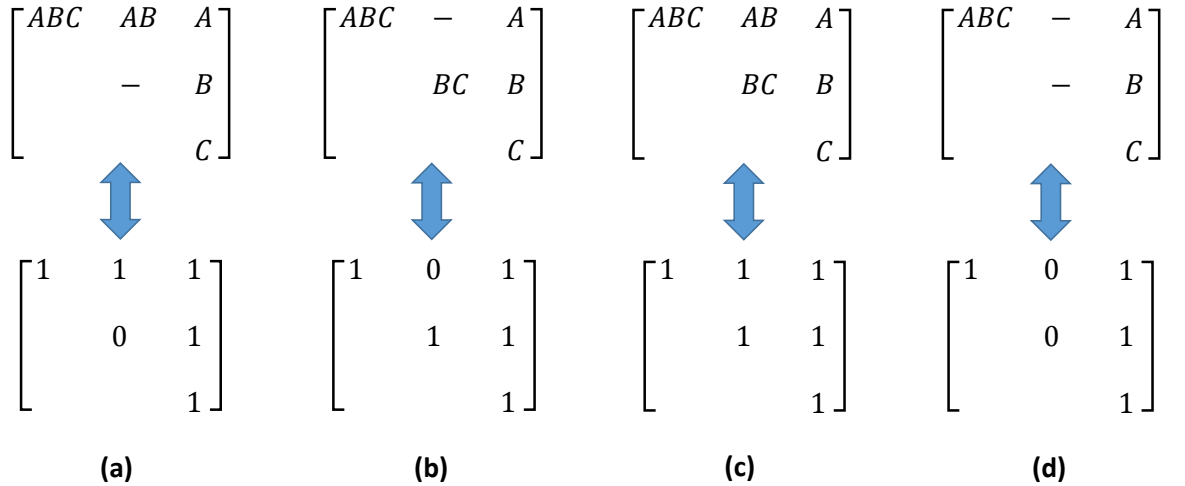 ABC AB A ABC − A ABC AB A ABC − A
− B BC B BC B − B
C C C C
1 1 1 1 0 1 1 1 1 1 0 1
0 1 1 1 1 1 0 1
1 1 1 1
(a) (b) (c) (d)